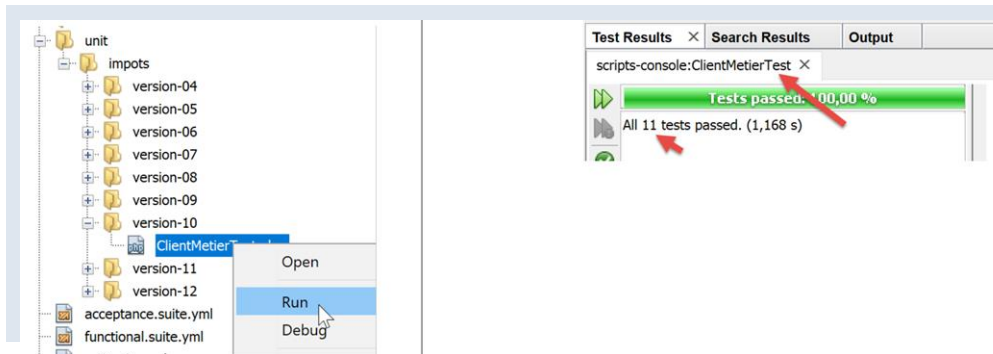 unit
impots
version-04
version-05
version-06
version-07
version-08
version-09
version-10
ClientMetierTest
version-11
version-12
acceptance.suite.yml
functional.suite.yml
Open
Run
Debug
Test Results × Search Results Output
scripts-console:ClientMetierTest ×
Tests passed: 100,00 %
All 11 tests passed. (1,168 s)